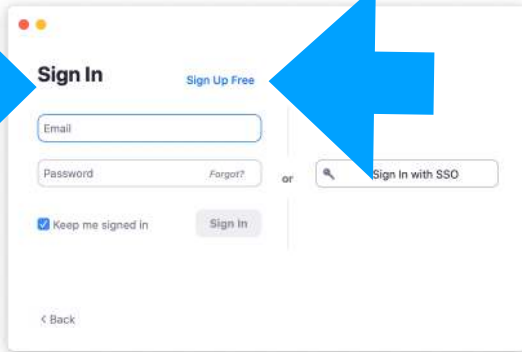 Sign In
Sign Up Free
Email
Password
Forgot?
or
Sign In with SSO
Keep me signed in
Sign In
< Back